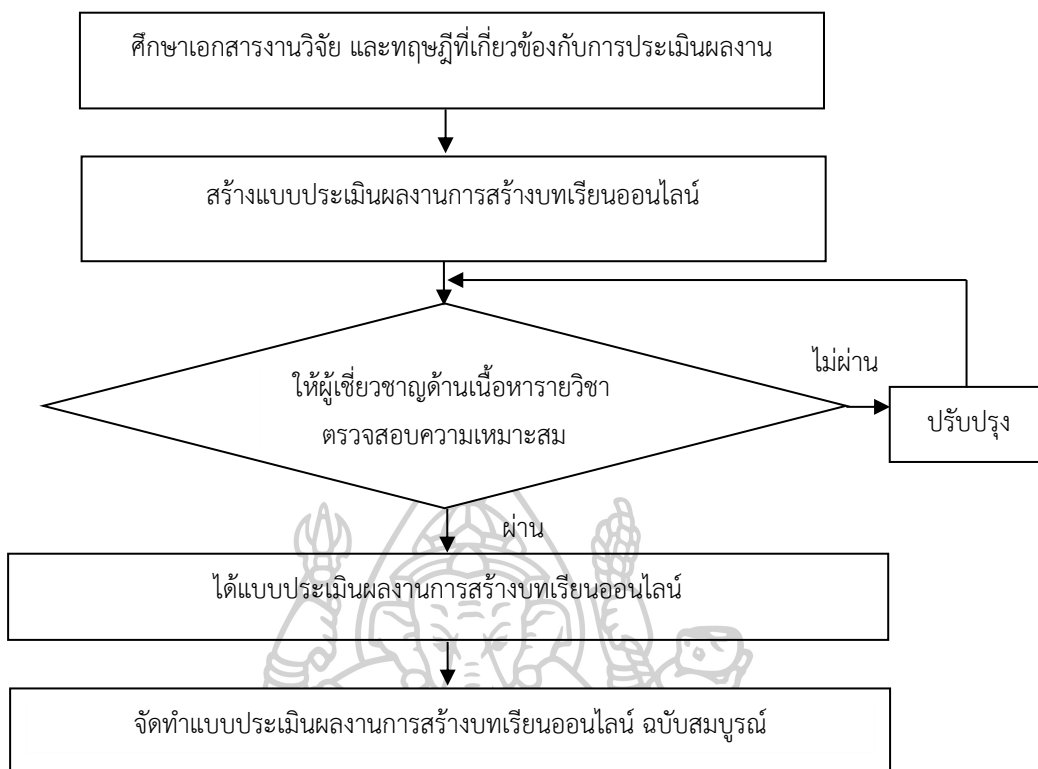 ศึกษาเอกสารงานวิจัย และทฤษฎีที่เกี่ยวข้องกับการประเมินผลงาน
สร้างแบบประเมินผลงานการสร้างบทเรียนออนไลน์
ไม่ผ่าน
ให้ผู้เชี่ยวชาญด้านเนื้อหารายวิชา
ตรวจสอบความเหมาะสม
ปรับปรุง
ผ่าน
ได้แบบประเมินผลงานการสร้างบทเรียนออนไลน์
จัดทำแบบประเมินผลงานการสร้างบทเรียนออนไลน์ ฉบับสมบูรณ์